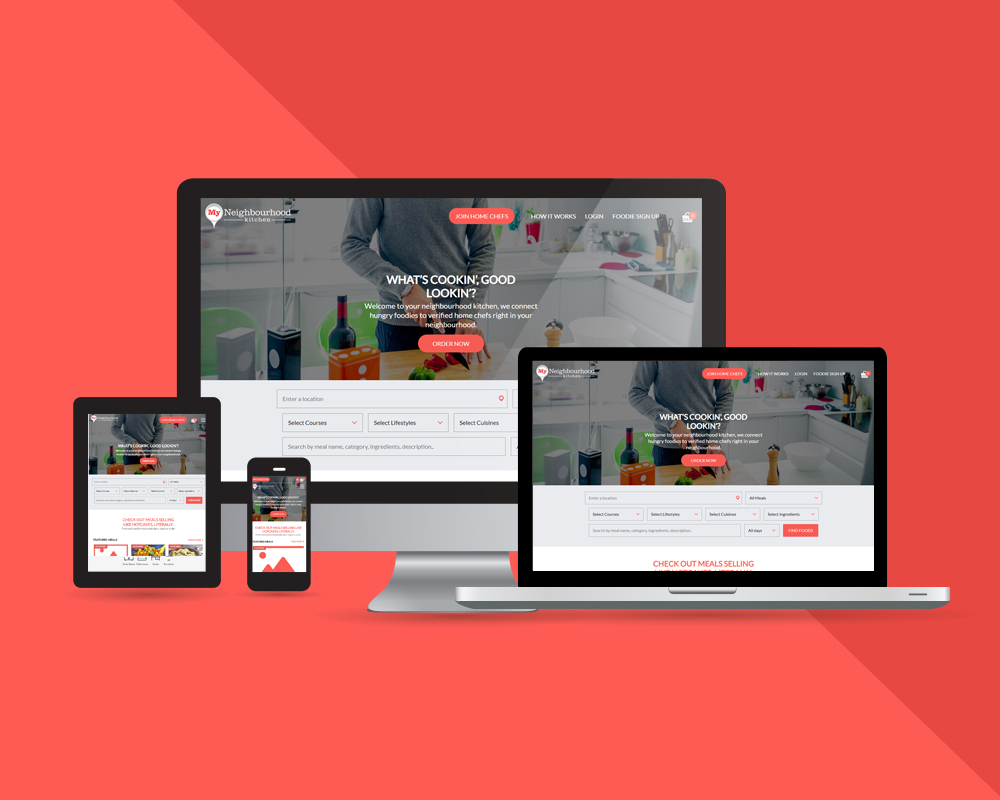 My Neighbourhood
kitchen
JOIN HOME CHEFS
HOW IT WORKS
LOGIN
FOODIE SIGN UP
WHAT'S COOKIN', GOOD
LOOKIN'?
Welcome to your neighbourhood kitchen, we connect
hungry foodies to verified home chefs right in your
neighbourhood.
ORDER NOW
Enter a location
Select Courses
Select Lifestyles
Select Cuisines
Search by meal name, category, ingredients, description..
My Neighbourhood
kitchen
JOIN HOME CHEFS
HOW IT WORKS
LOGIN
FOODIE SIGN UP
WHAT'S COOKIN', GOOD
LOOKIN'?
Welcome to your neighbourhood kitchen, we connect
hungry foodies to verified home chefs right in your
neighbourhood.
ORDER NOW
Enter a location
All Meals
Select Courses
Select Lifestyles
Select Cuisines
Select Ingredients
Search by meal name, category, ingredients, description..
All days
FIND FOODS
CHECK OUT MEALS SELLING
WHAT'S COOKIN', GOOD LOOKIN'?
CHECK OUT MEALS SELLING
LIKE HOTCAKES, LITERALLY.
FEATURED MEALS
WHAT'S COOKIN', GOOD LOOKIN'?
CHECK OUT MEALS SELLING
LIKE HOTCAKES, LITERALLY.
FEATURED MEALS